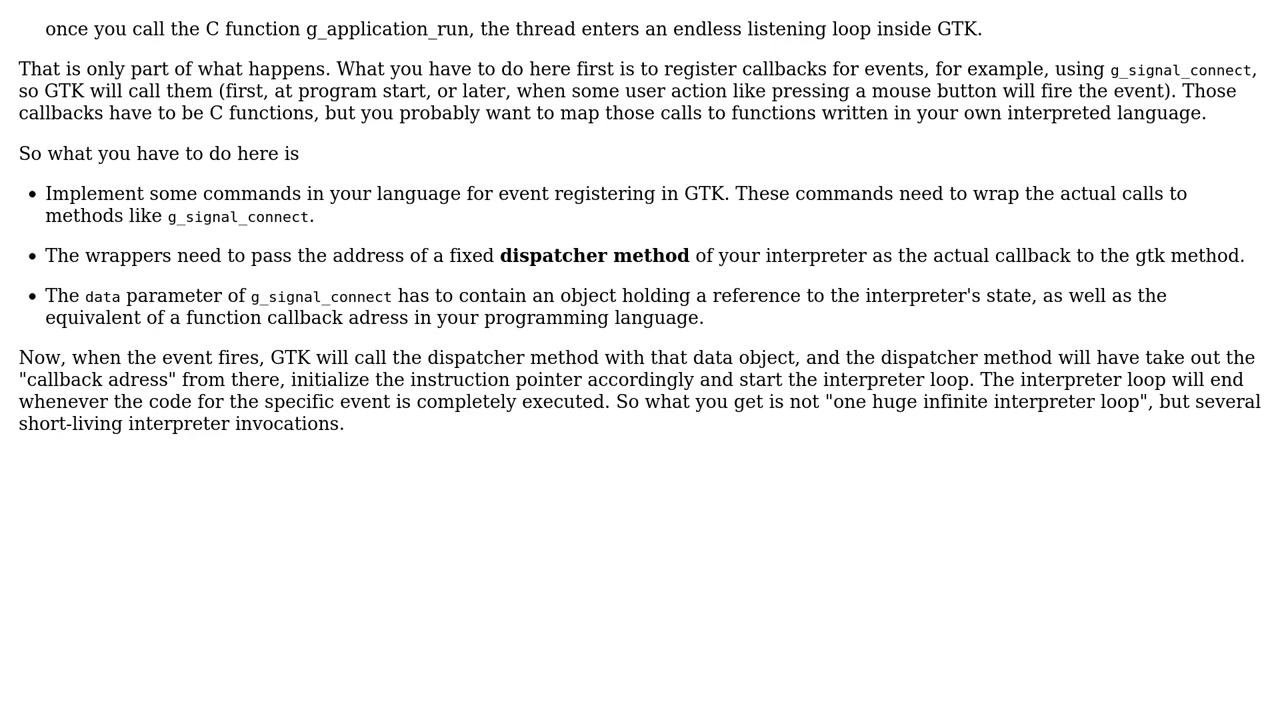 once you call the C function g_application_run, the thread enters an endless listening loop inside GTK.
That is only part of what happens. What you have to do here first is to register callbacks for events, for example, using g_signal_connect,
so GTK will call them (first, at program start, or later, when some user action like pressing a mouse button will fire the event). Those
callbacks have to be C functions, but you probably want to map those calls to functions written in your own interpreted language.
So what you have to do here is
• Implement some commands in your language for event registering in GTK. These commands need to wrap the actual calls to
methods like g_signal_connect.
• The wrappers need to pass the address of a fixed dispatcher method of your interpreter as the actual callback to the gtk method.
• The data parameter of g_signal_connect has to contain an object holding a reference to the interpreter's state, as well as the
equivalent of a function callback adress in your programming language.
Now, when the event fires, GTK will call the dispatcher method with that data object, and the dispatcher method will have take out the
"callback adress" from there, initialize the instruction pointer accordingly and start the interpreter loop. The interpreter loop will end
whenever the code for the specific event is completely executed. So what you get is not "one huge infinite interpreter loop", but several
short-living interpreter invocations.